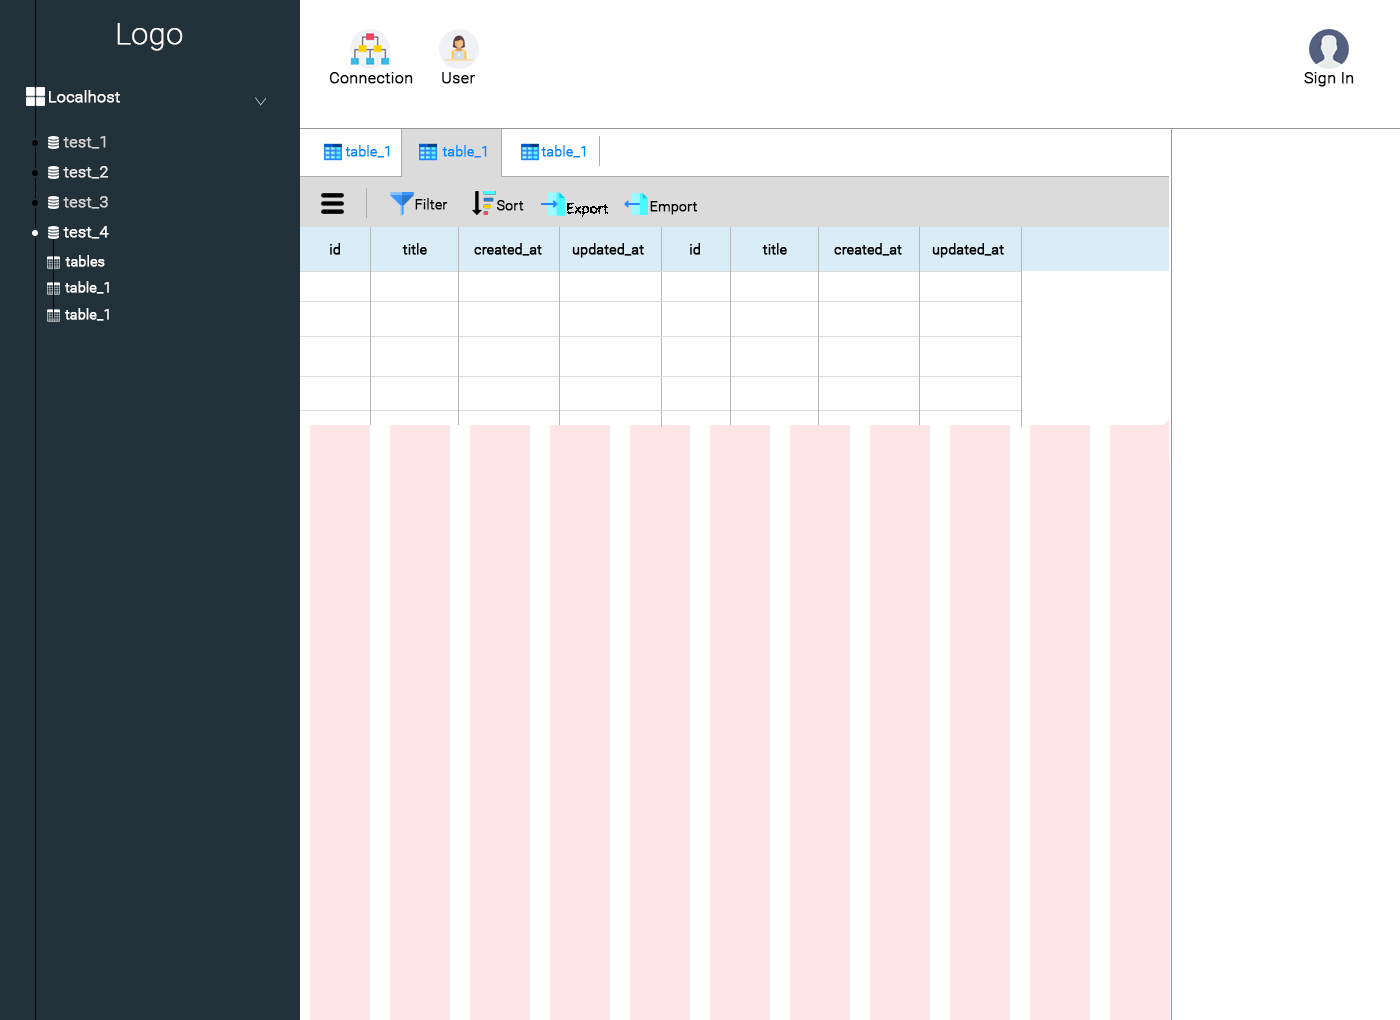 Logo
Localhost
test_1
test_2
test_3
test_4
tables
table_1
table_1
Connection User Sign In
table_1 table_1 table_1
Filter Sort Export Emport
id title created_at updated_at id title created_at updated_at